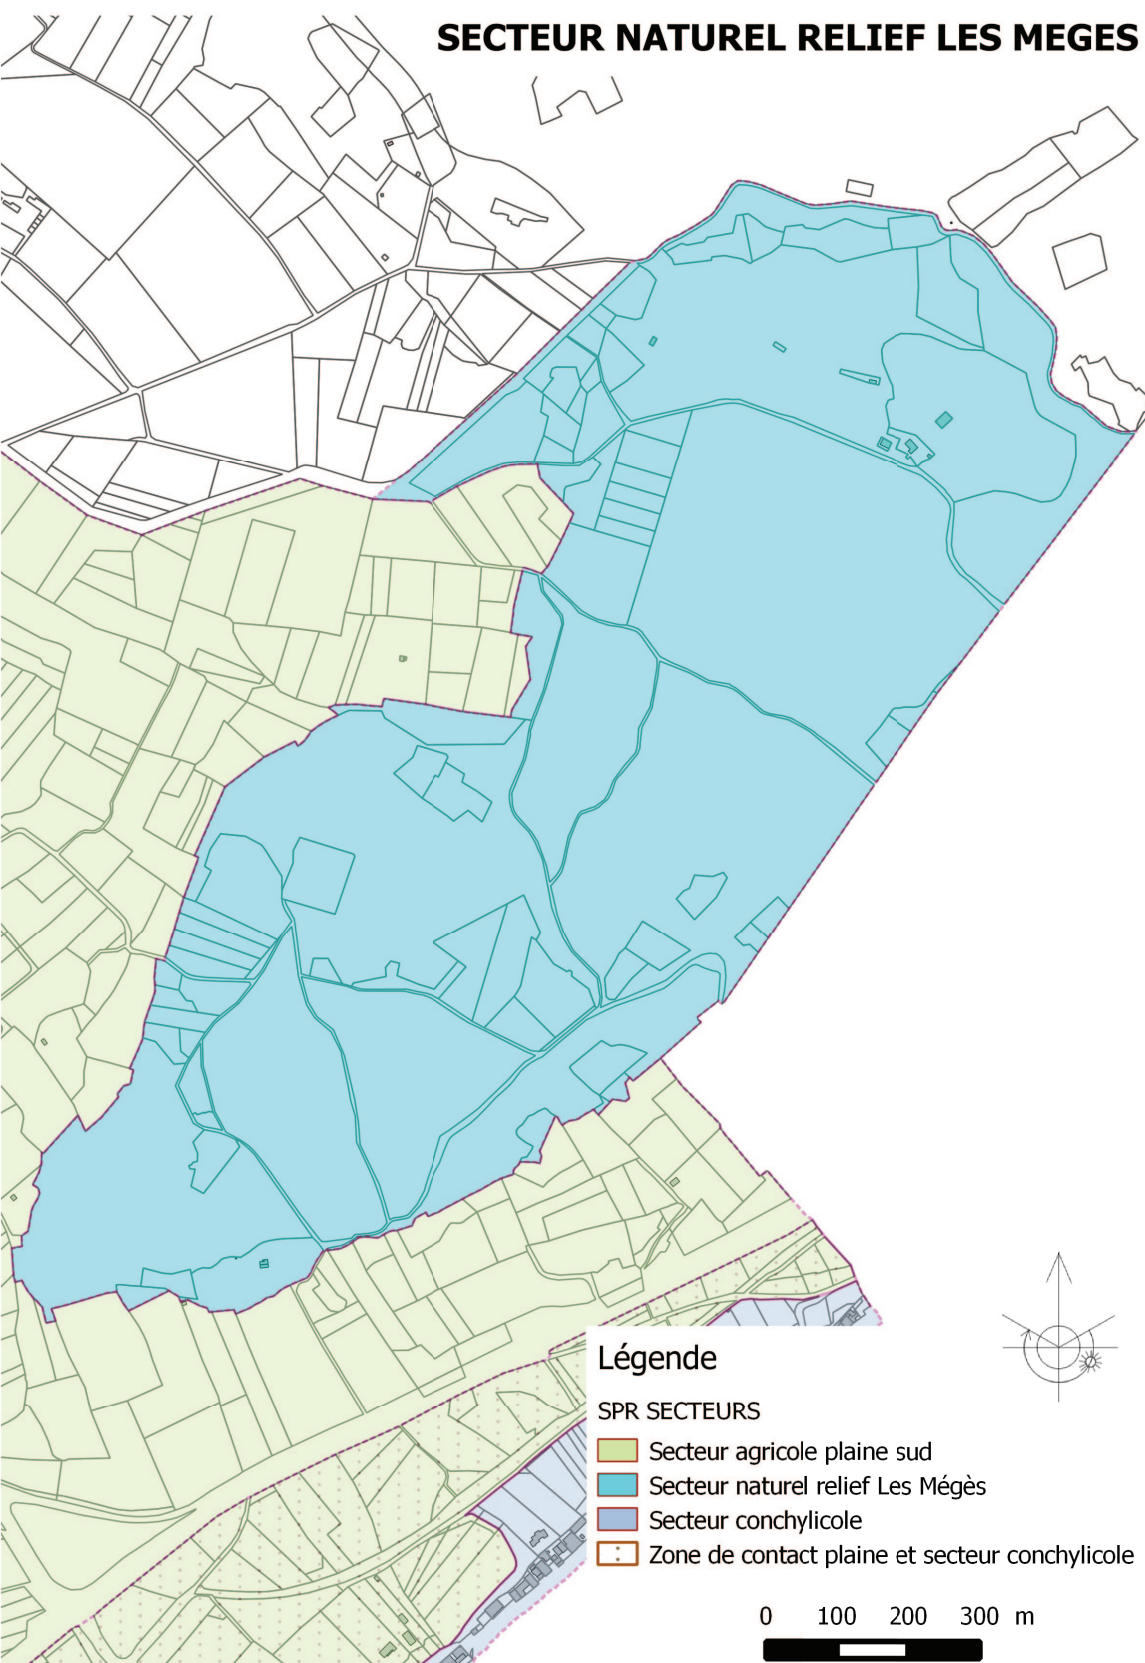 SECTEUR NATUREL RELIEF LES MEGES
Légende
SPR SECTEURS
Secteur agricole plaine sud
Secteur naturel relief Les Mégès
Secteur conchylicole
Zone de contact plaine et secteur conchylicole
0 100 200 300 m